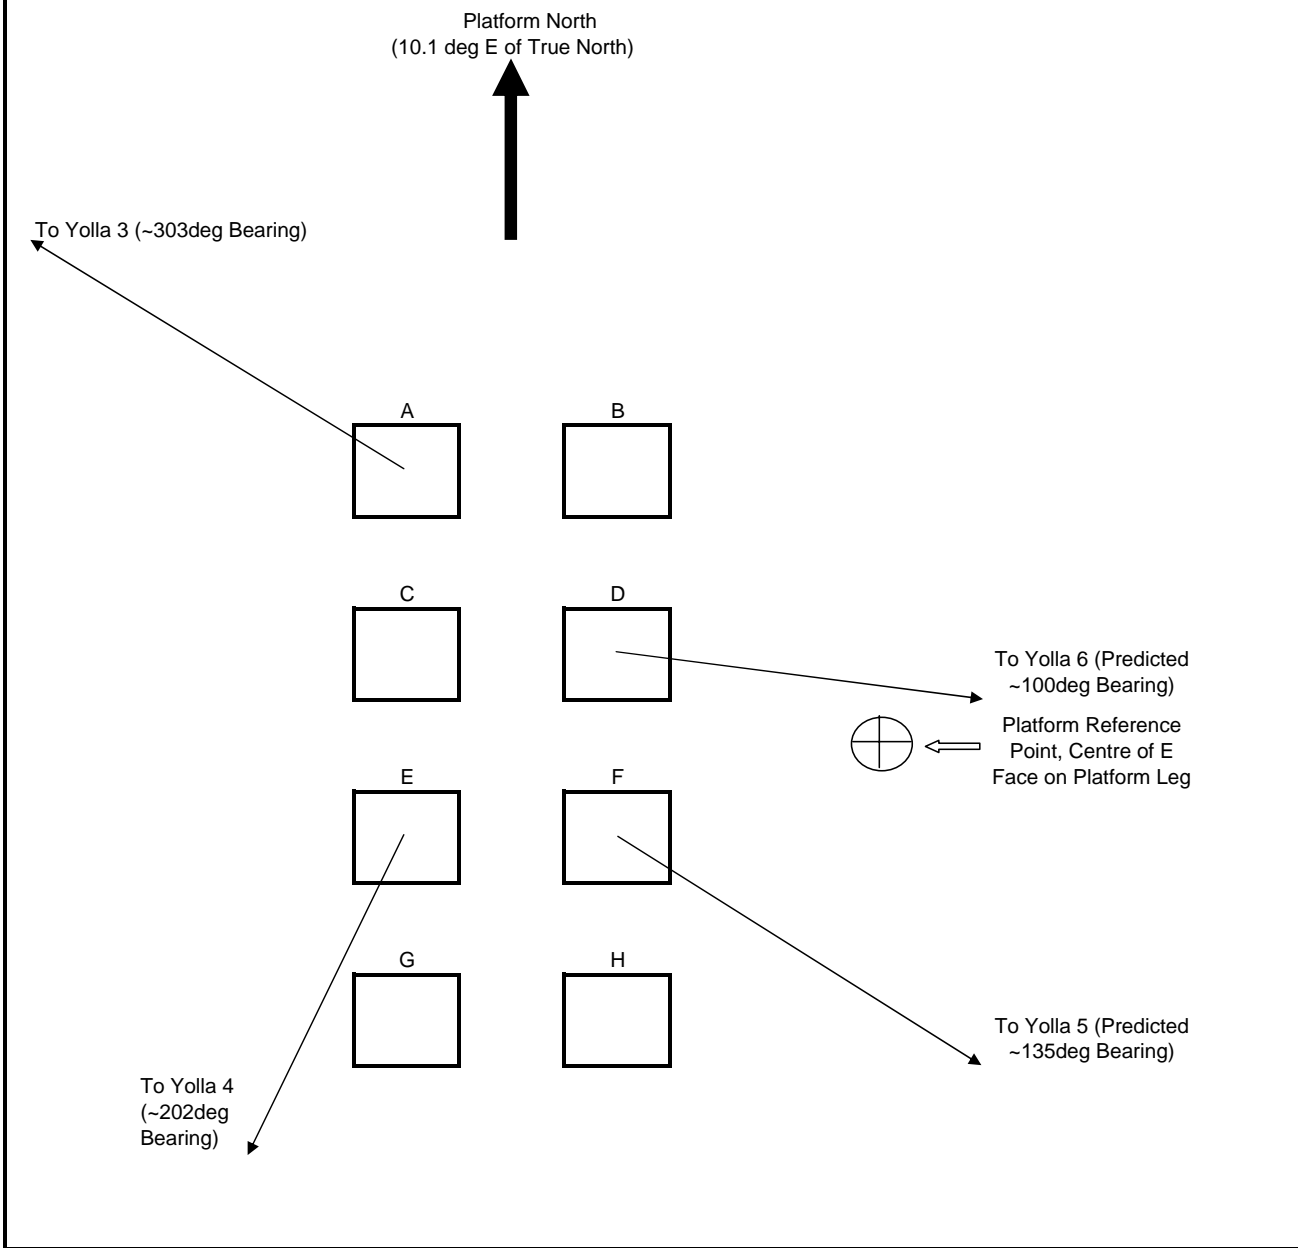 Platform North
(10.1 deg E of True North)
To Yolla 3 (~303deg Bearing)
A
B
C
D
To Yolla 6 (Predicted
~100deg Bearing)
Platform Reference
Point, Centre of E
Face on Platform Leg
E
F
G
H
To Yolla 5 (Predicted
~135deg Bearing)
To Yolla 4
(~202deg
Bearing)